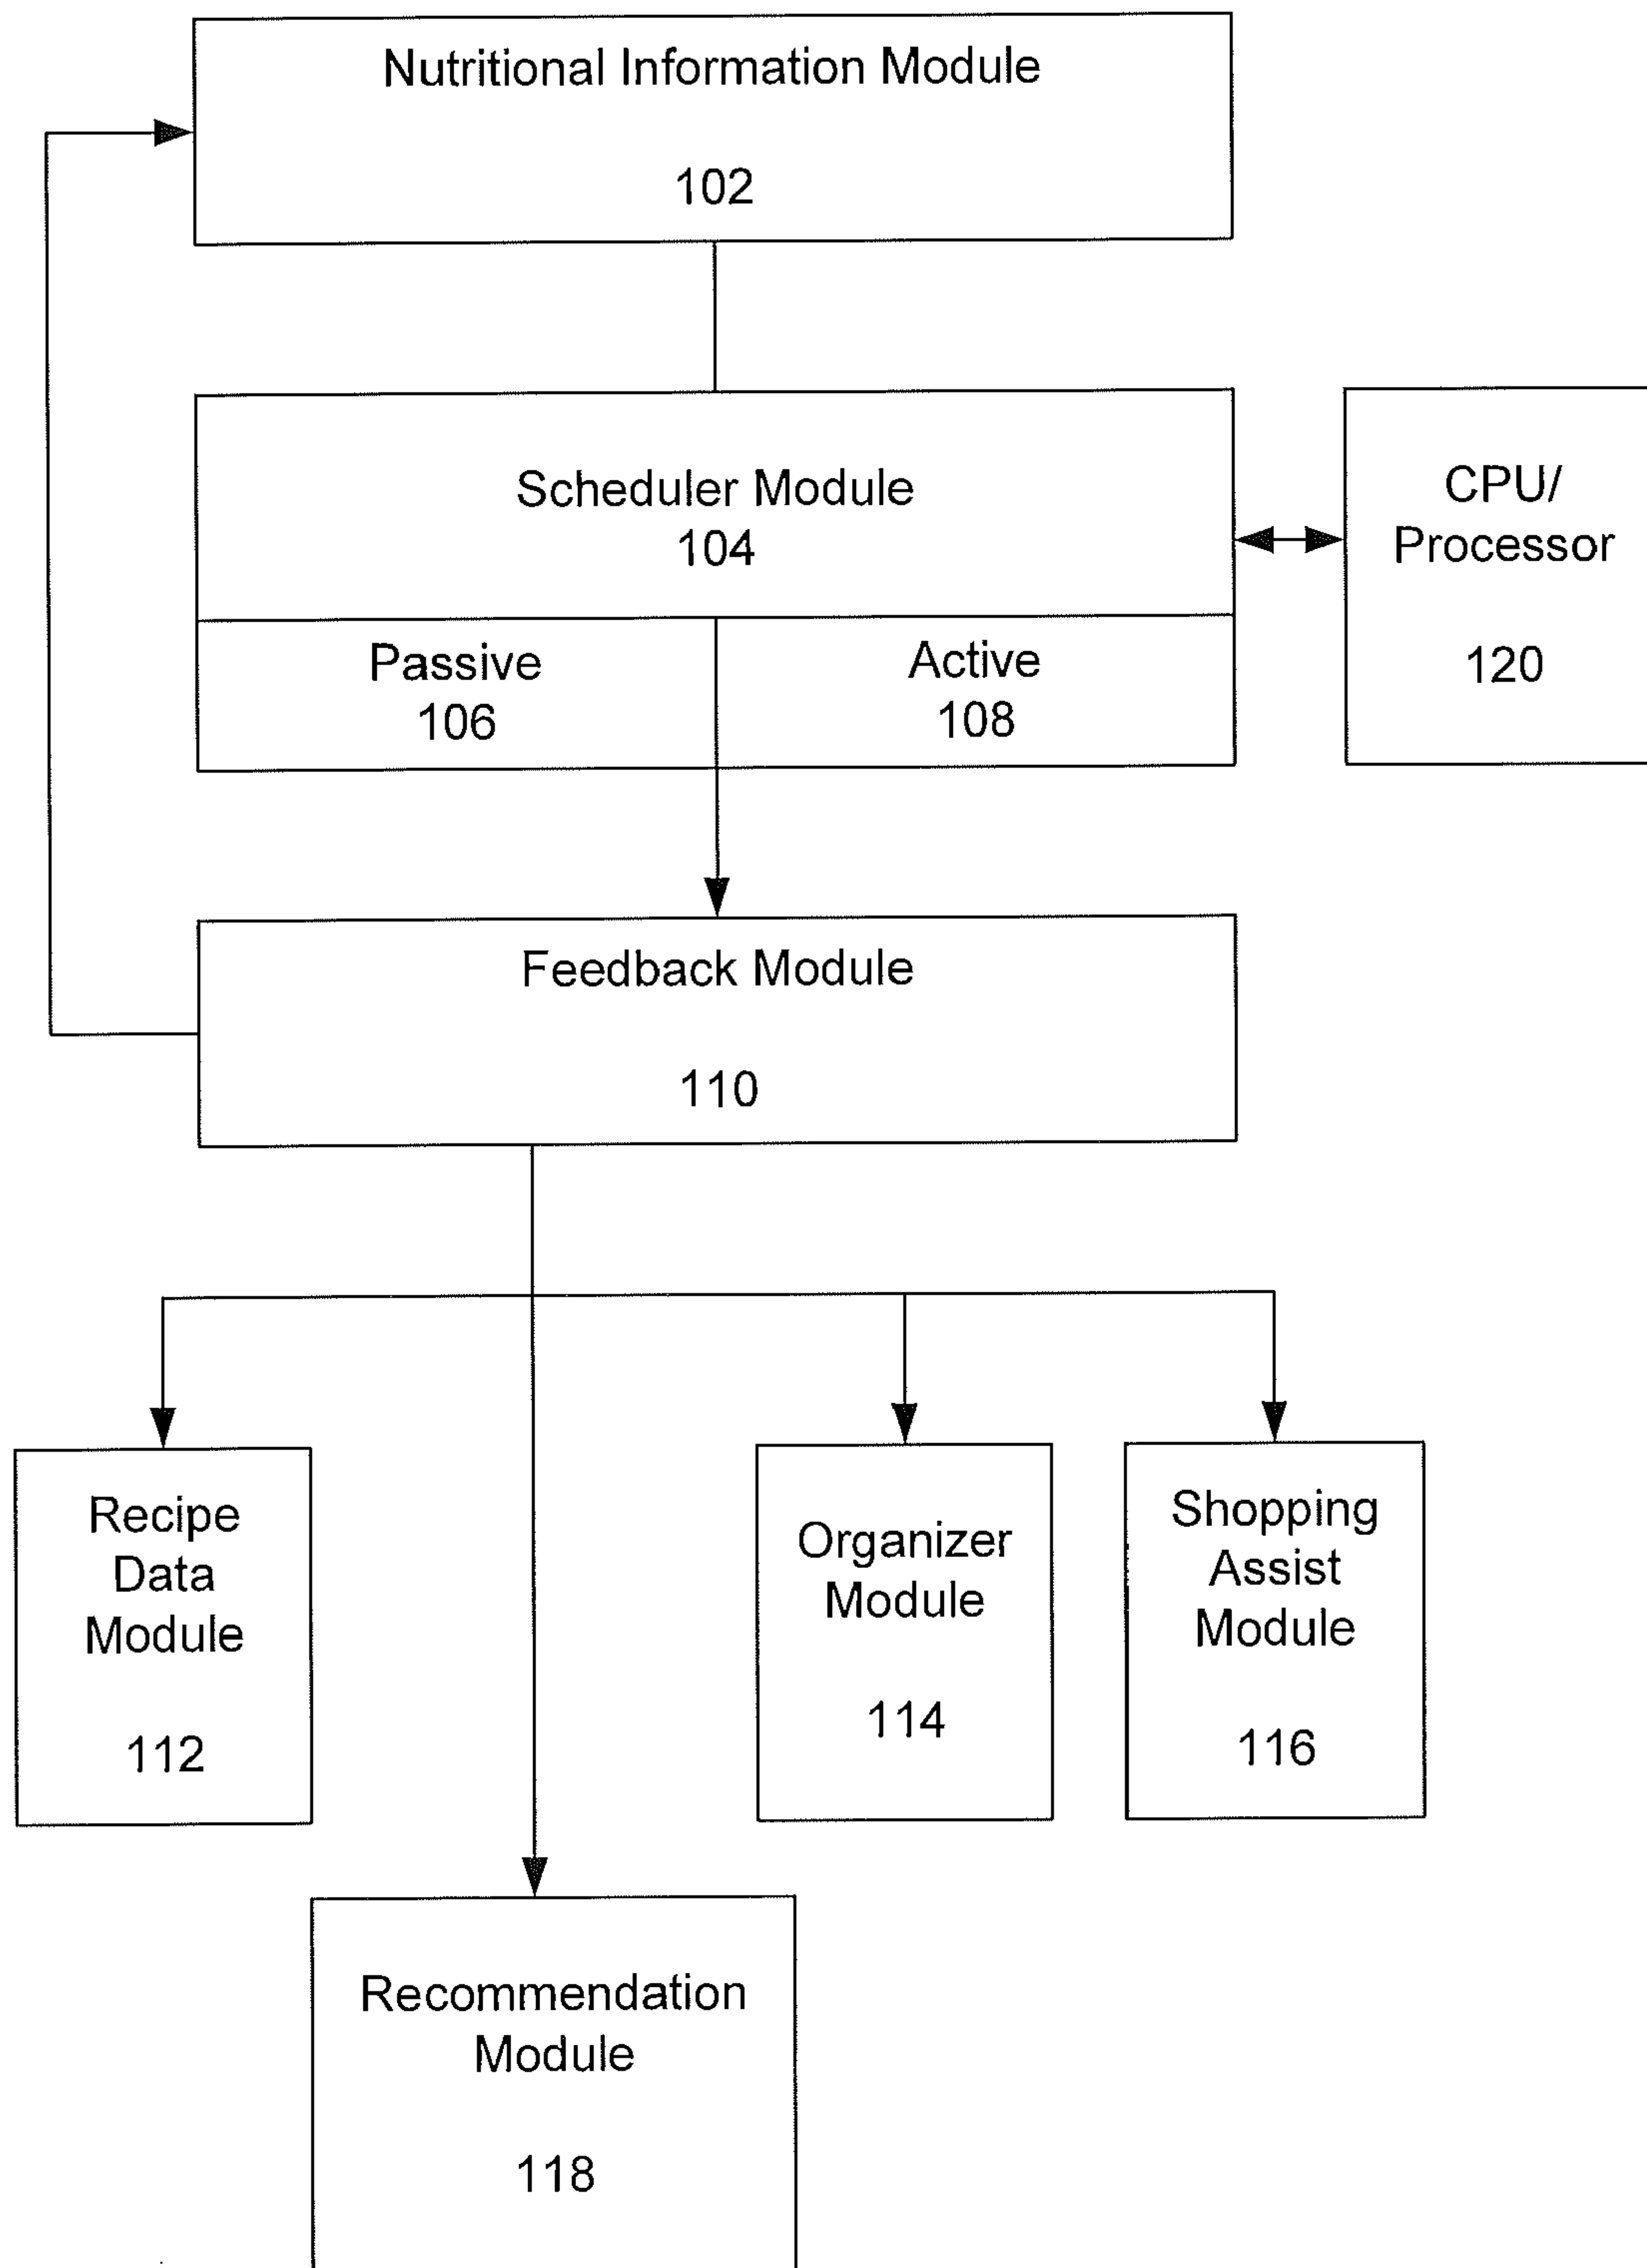 Nutritional Information Module
102
Scheduler Module
104
Passive
106
Active
108
CPU/
Processor
120
Feedback Module
110
Recipe
Data
Module
112
Organizer
Module
114
Shopping
Assist
Module
116
Recommendation
Module
118